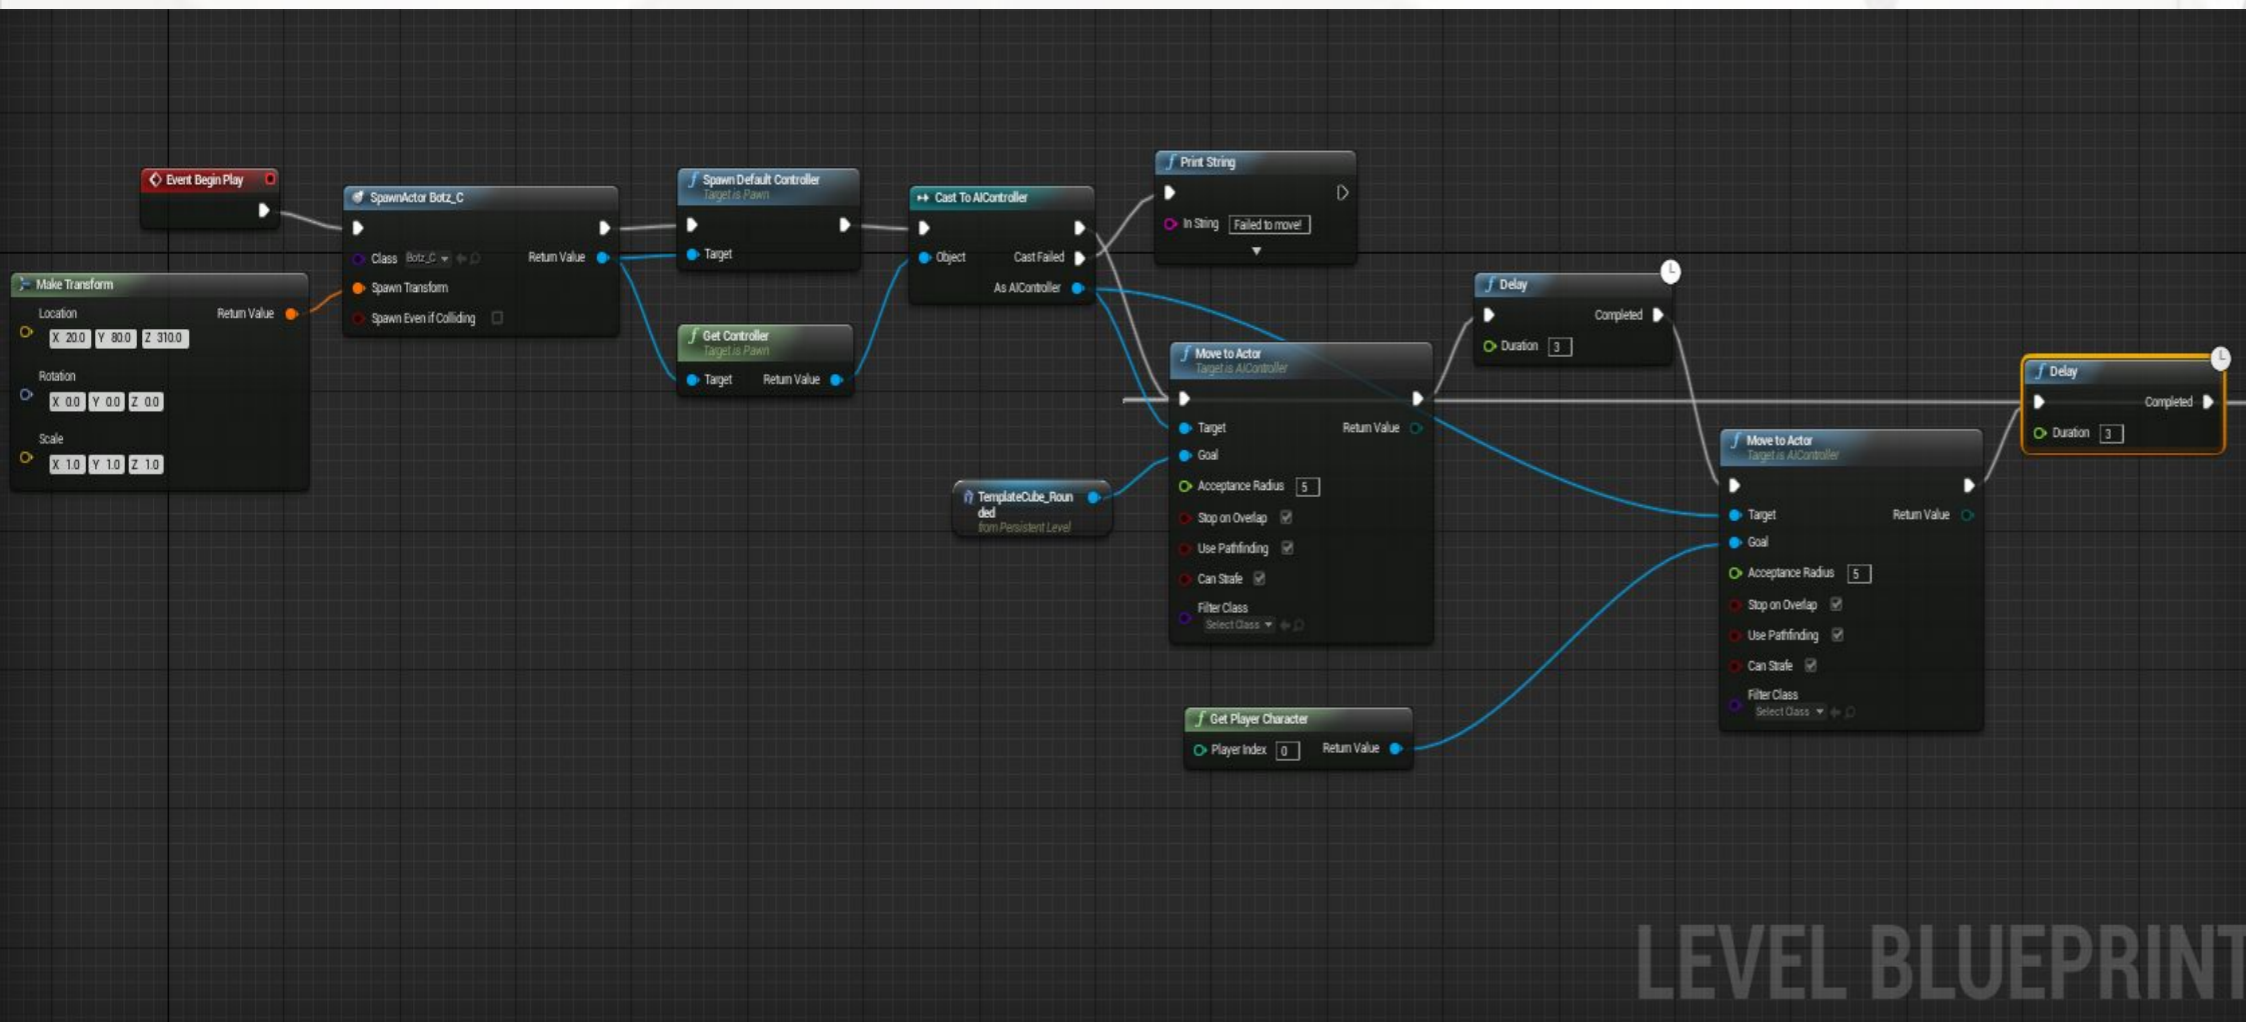 Event Begin Play
Make Transform
Location
Return Value
X 20.0 Y 80.0 Z 310.0
Rotation
X 0.0 Y 0.0 Z 0.0
Scale
X 1.0 Y 1.0 Z 1.0
SpawnActor Botz_C
Class Botz_C
Return Value
Spawn Transform
Spawn Even if Colliding
Spawn Default Controller
Target is Pawn
Target
Get Controller
Target is Pawn
Target Return Value
Cast To AIController
Object Cast Failed
As AIController
Print String
In String Failed to move!
TemplateCube_Roun
ded
from Persistent Level
Move to Actor
Target is AIController
Target Return Value
Goal
Acceptance Radius 5
Stop on Overlap
Use Pathfinding
Can Strafe
Filter Class
Select Class
Get Player Character
Player Index 0 Return Value
Delay
Completed
Duration 3
Move to Actor
Target is AIController
Target Return Value
Goal
Acceptance Radius 5
Stop on Overlap
Use Pathfinding
Can Strafe
Filter Class
Select Class
Delay
Completed
Duration 3
LEVEL BLUEPRINT